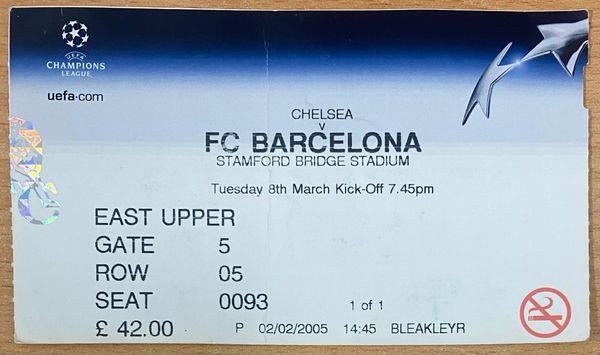 UEFA
CHAMPIONS
LEAGUE
uefa.com
CHELSEA
v
FC BARCELONA
STAMFORD BRIDGE STADIUM
Tuesday 8th March Kick-Off 7.45pm
EAST UPPER
GATE 5
ROW 05
SEAT 0093 1 of 1
£ 42.00 P 02/02/2005 14:45 BLEAKLEYR